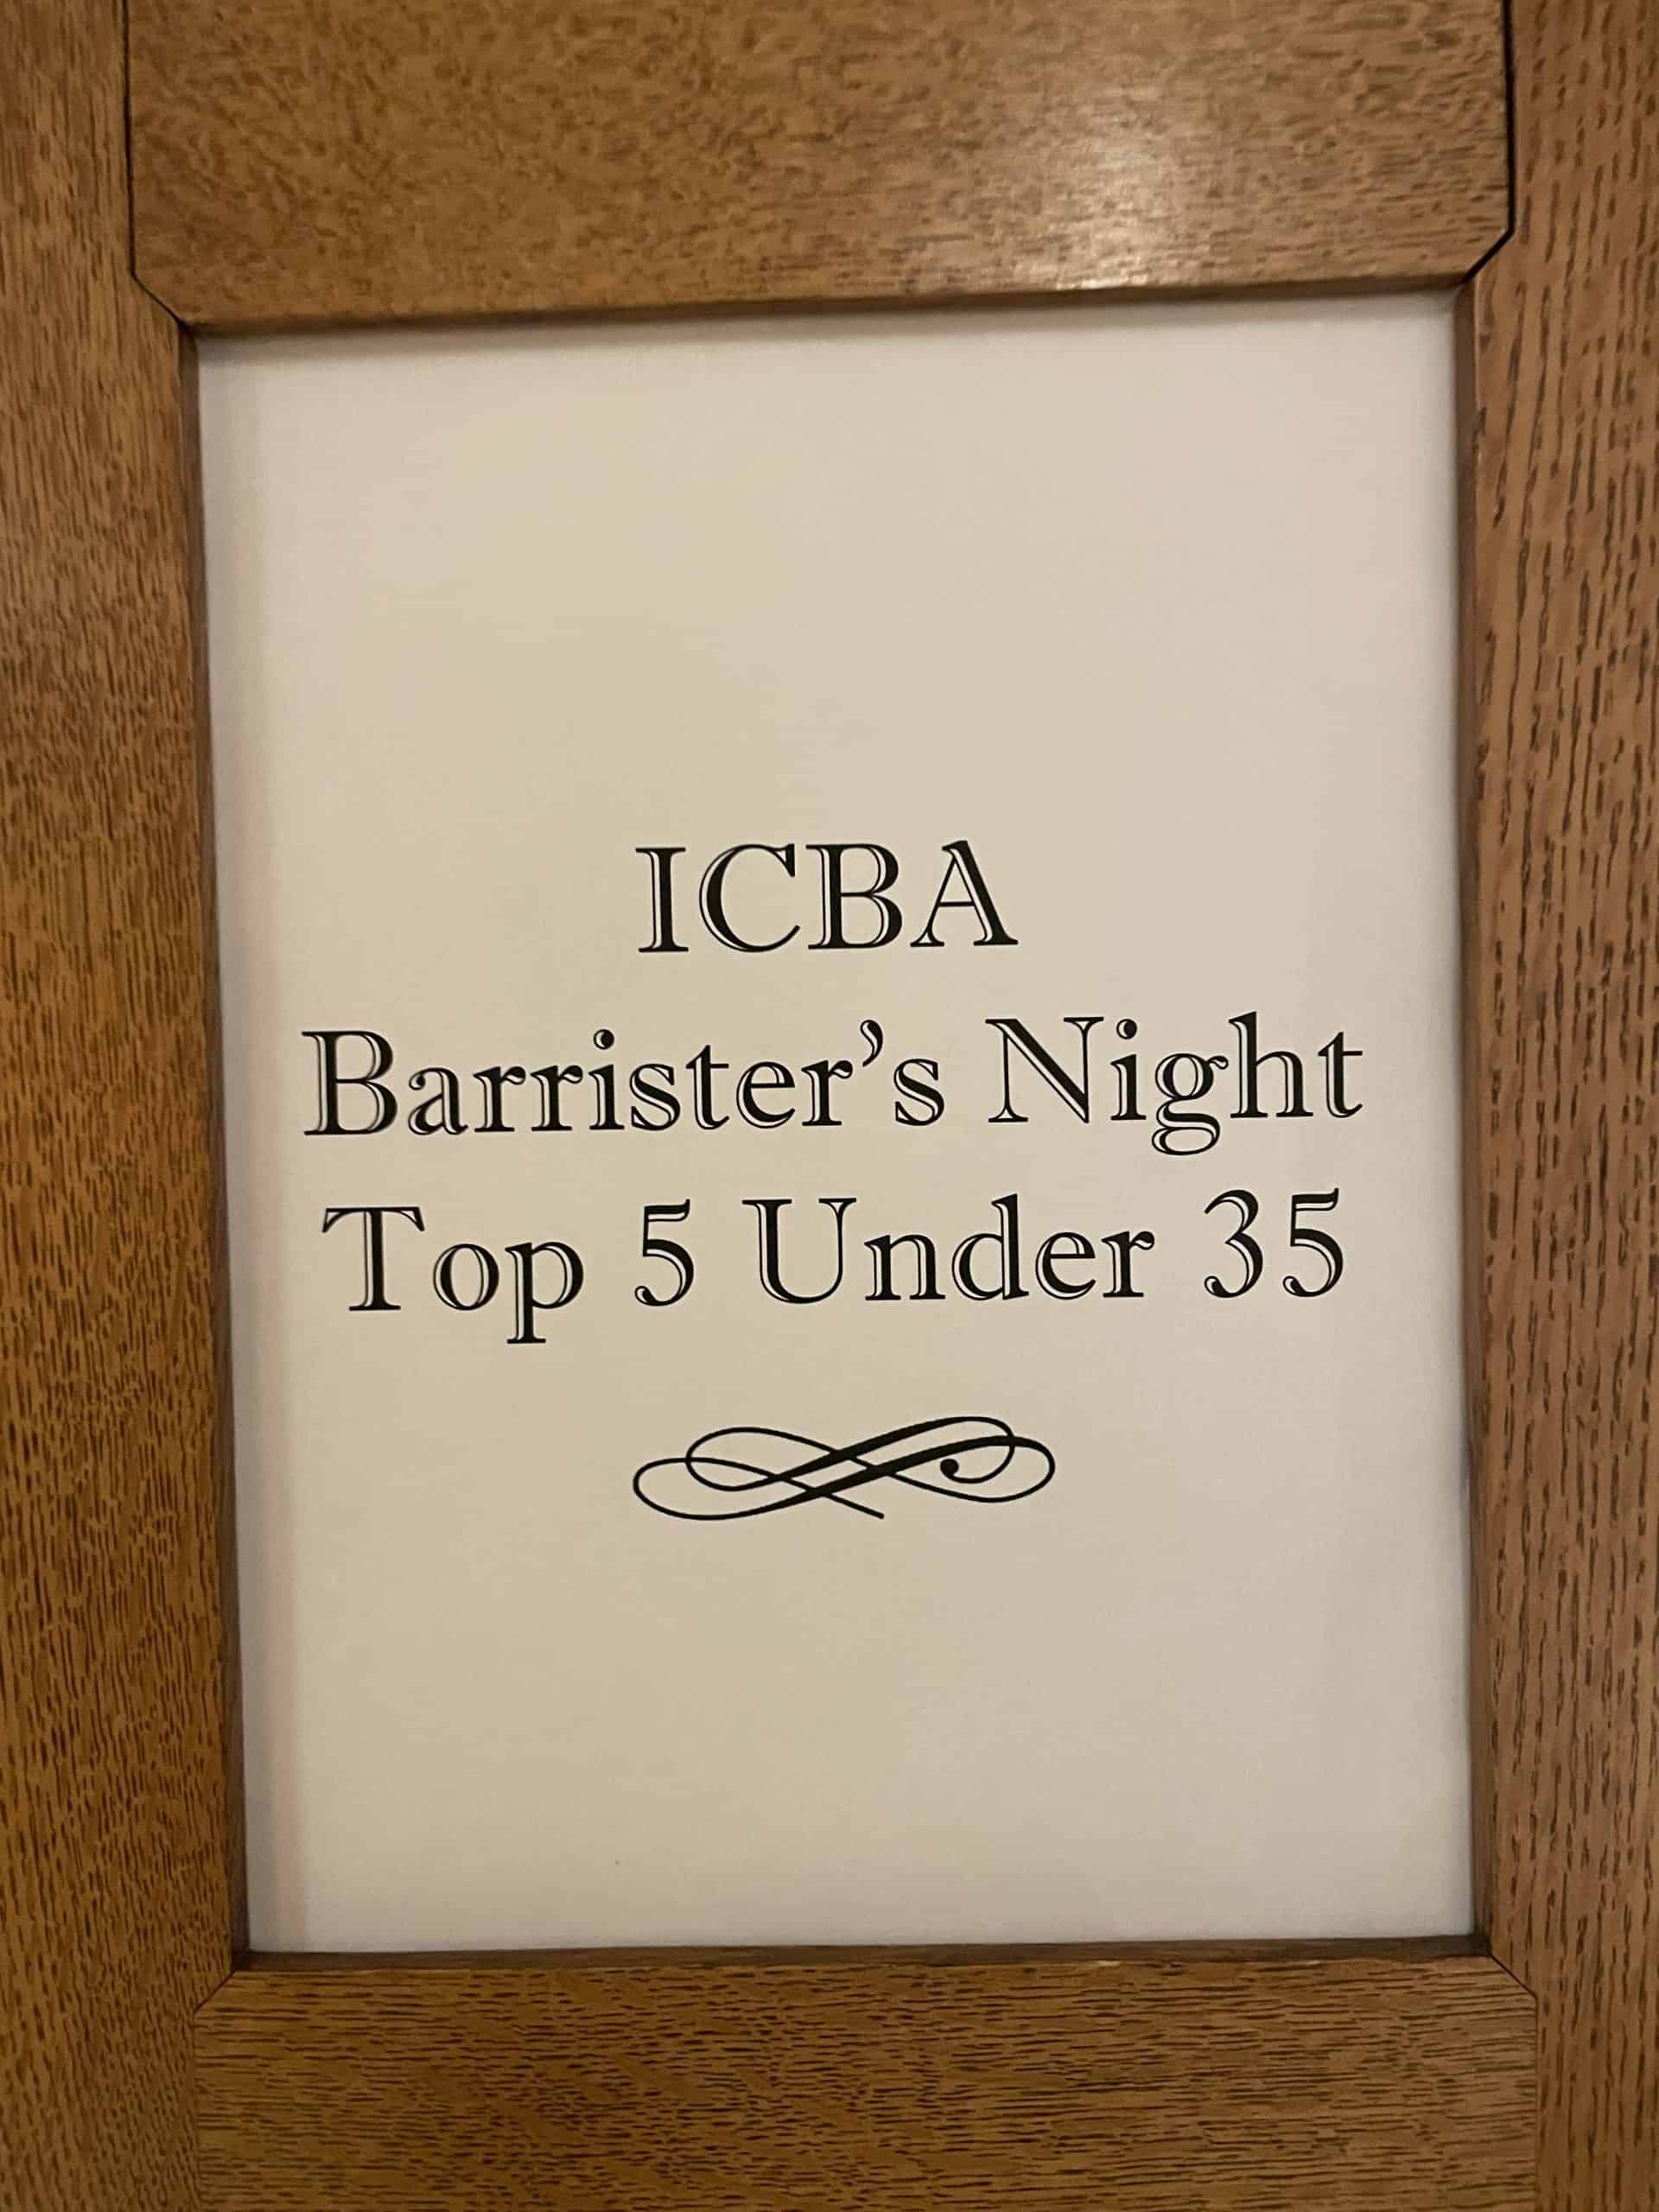 ICBA
Barrister’s Night
Top 5 Under 35